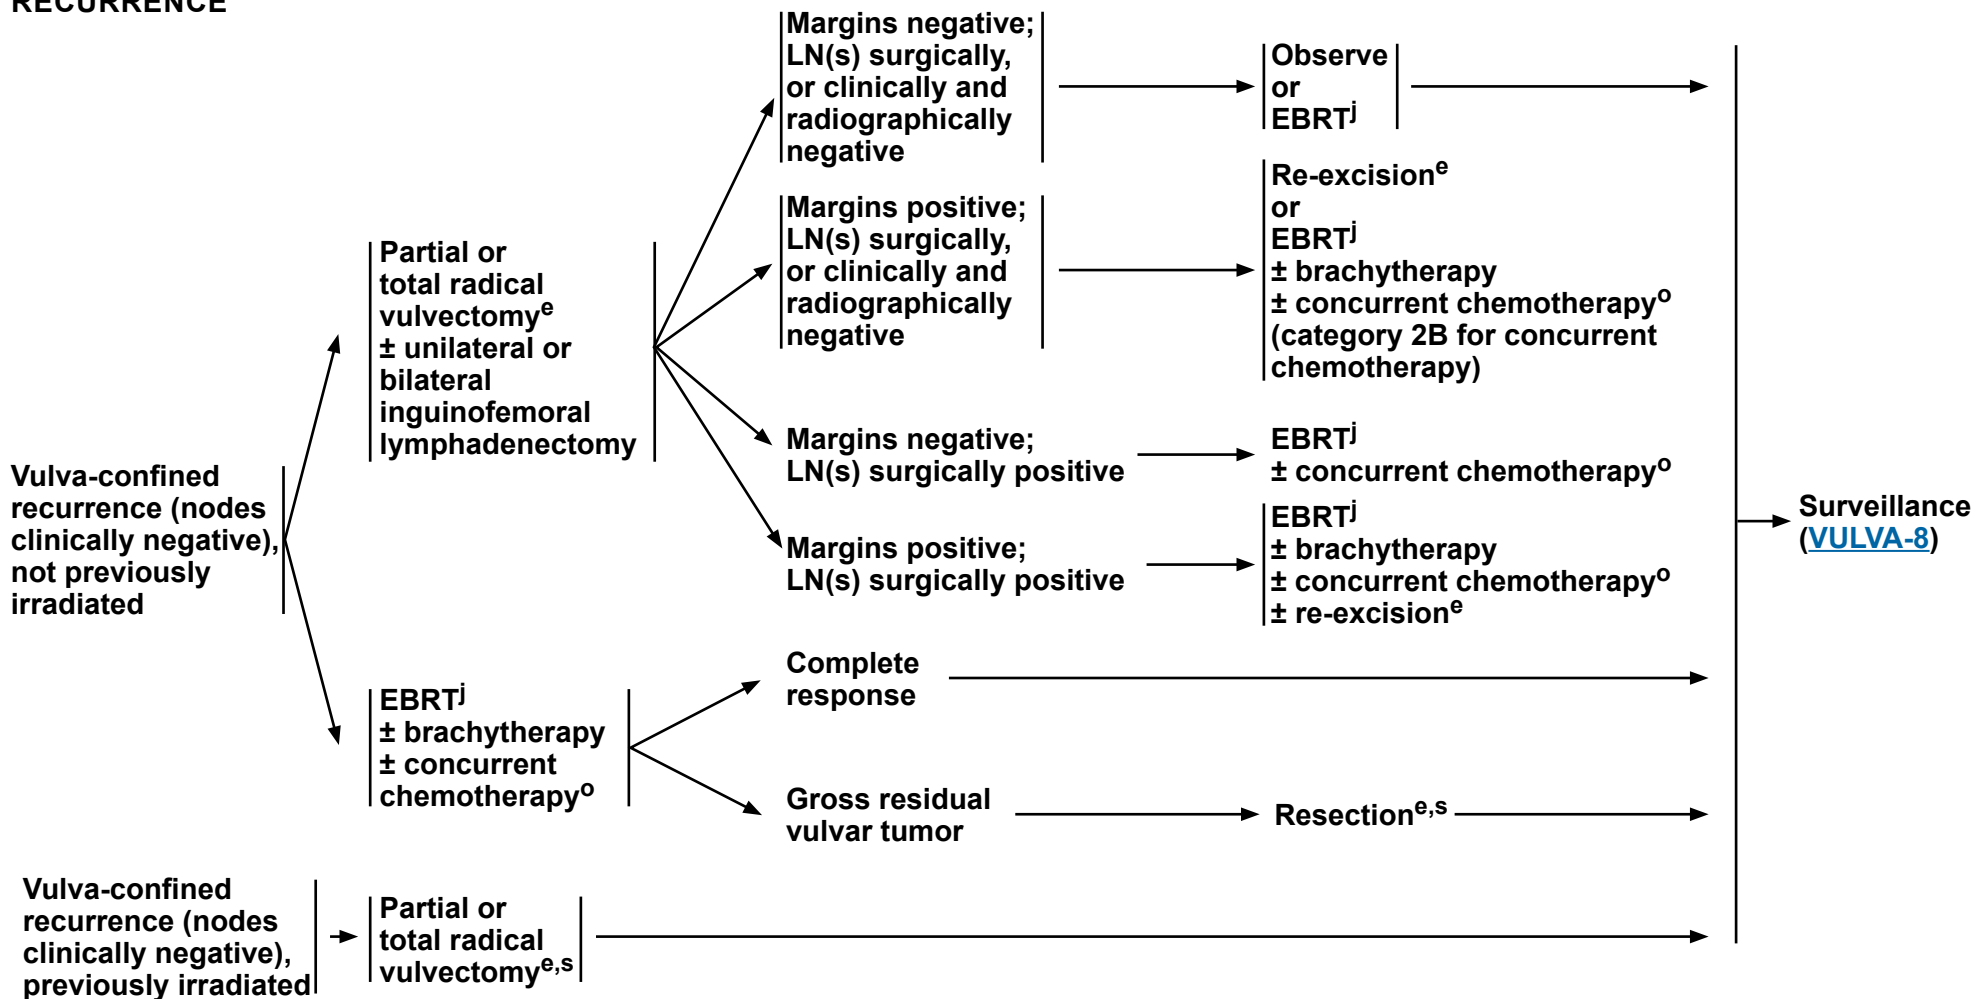 RECURRENCE
Vulva-confined
recurrence (nodes
clinically negative),
not previously
irradiated
Partial or
total radical
vulvectomyᵉ
± unilateral or
bilateral
inguinofemoral
lymphadenectomy
Margins negative;
LN(s) surgically,
or clinically and
radiographically
negative
Observe
or
EBRTʲ
Margins positive;
LN(s) surgically,
or clinically and
radiographically
negative
Re-excisionᵉ
or
EBRTʲ
± brachytherapy
± concurrent chemotherapyᵒ
(category 2B for concurrent
chemotherapy)
Margins negative;
LN(s) surgically positive
EBRTʲ
± concurrent chemotherapyᵒ
Margins positive;
LN(s) surgically positive
EBRTʲ
± brachytherapy
± concurrent chemotherapyᵒ
± re-excisionᵉ
EBRTʲ
± brachytherapy
± concurrent
chemotherapyᵒ
Complete
response
Gross residual
vulvar tumor
Resectionᵉ,ˢ
Vulva-confined
recurrence (nodes
clinically negative),
previously irradiated
Partial or
total radical
vulvectomyᵉ,ˢ
Surveillance
(VULVA-8)